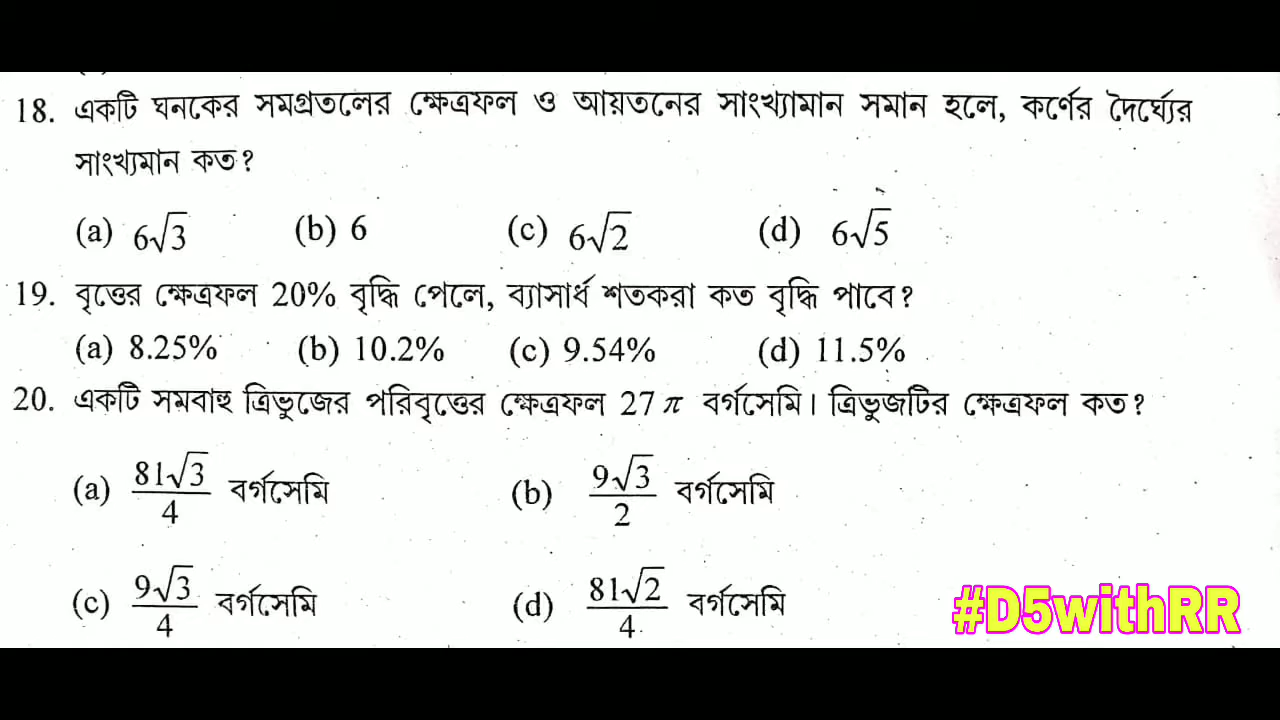 18. একটি ঘনকের সমগ্রতলের ক্ষেত্রফল ও আয়তনের সাংখ্যামান সমান হলে, কর্ণের দৈর্ঘ্যের
সাংখ্যমান কত?
(a) 6√3 (b) 6 (c) 6√2 (d) 6√5
19. বৃত্তের ক্ষেত্রফল 20% বৃদ্ধি পেলে, ব্যাসার্ধ শতকরা কত বৃদ্ধি পাবে?
(a) 8.25% (b) 10.2% (c) 9.54% (d) 11.5%
20. একটি সমবাহু ত্রিভুজের পরিবৃত্তের ক্ষেত্রফল 27π বর্গসেমি। ত্রিভুজটির ক্ষেত্রফল কত?
(a) 81√3/4 বর্গসেমি (b) 9√3/2 বর্গসেমি
(c) 9√3/4 বর্গসেমি (d) 81√2/4 বর্গসেমি
#D5withRR